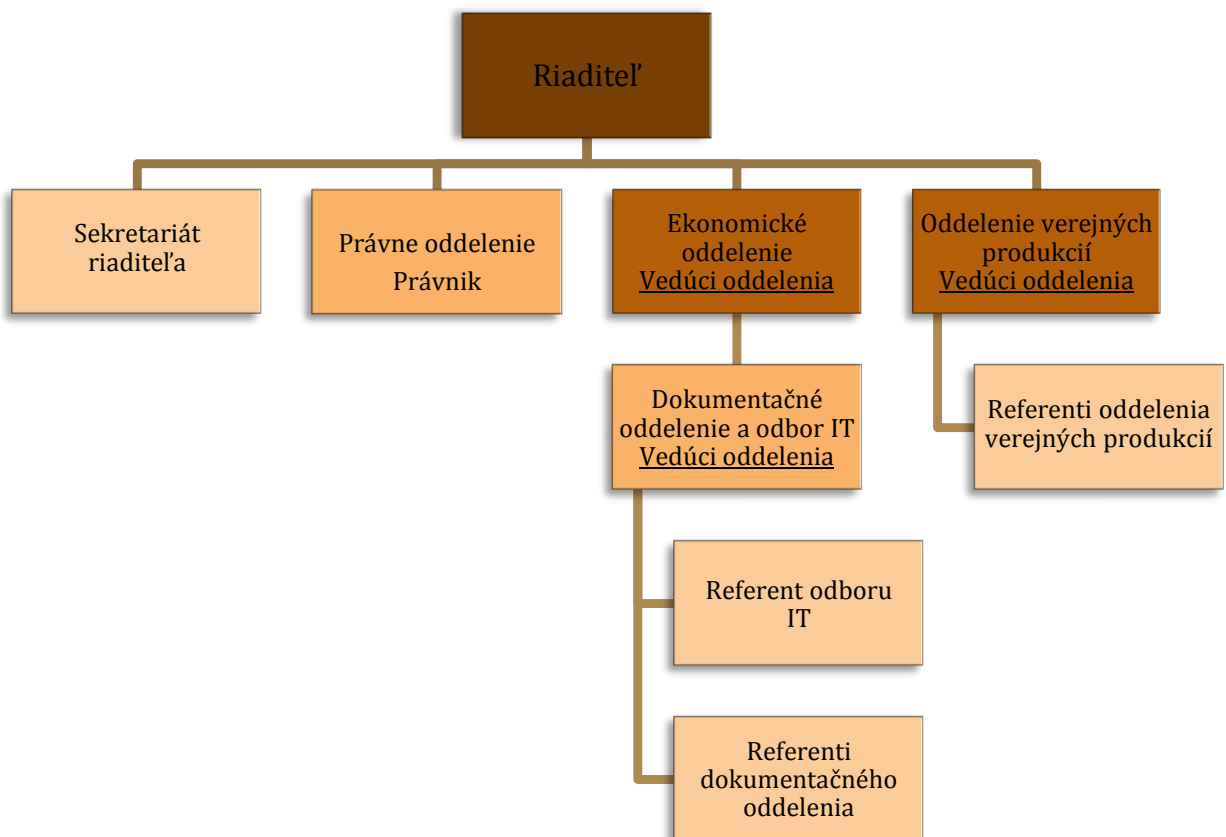 Riaditeľ
Sekretariát
riaditeľa
Právne oddelenie
Právnik
Ekonomické
oddelenie
Vedúci oddelenia
Oddelenie verejných
produkcií
Vedúci oddelenia
Dokumentačné
oddelenie a odbor IT
Vedúci oddelenia
Referenti oddelenia
verejných produkcií
Referent odboru
IT
Referenti
dokumentačného
oddelenia